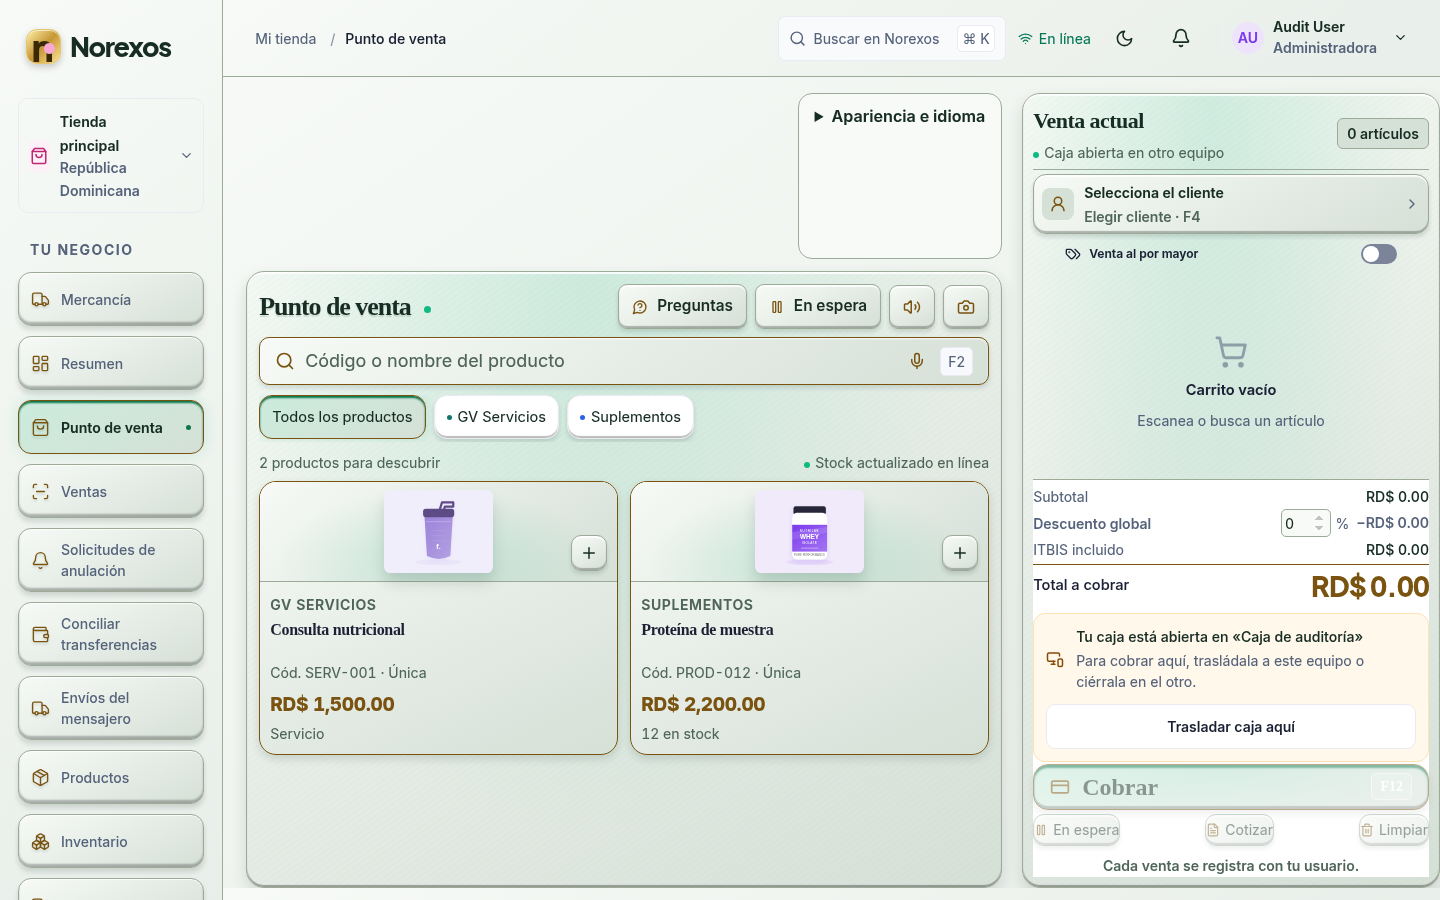 Norexos
Tienda
principal
República
Dominicana
TU NEGOCIO
Mercancía
Resumen
Punto de venta
Ventas
Solicitudes de
anulación
Conciliar
transferencias
Envíos del
mensajero
Productos
Inventario
Mi tienda / Punto de venta
Buscar en Norexos ⌘ K
En línea
AU
Audit User
Administradora
Apariencia e idioma
Punto de venta
Preguntas
En espera
Código o nombre del producto
F2
Todos los productos
GV Servicios
Suplementos
2 productos para descubrir
Stock actualizado en línea
GV SERVICIOS
Consulta nutricional
Cód. SERV-001 · Única
RD$ 1,500.00
Servicio
WHEY
SUPLEMENTOS
Proteína de muestra
Cód. PROD-012 · Única
RD$ 2,200.00
12 en stock
Venta actual
0 artículos
Caja abierta en otro equipo
Selecciona el cliente
Elegir cliente · F4
Venta al por mayor
Carrito vacío
Escanea o busca un artículo
Subtotal RD$ 0.00
Descuento global 0 % −RD$ 0.00
ITBIS incluido RD$ 0.00
Total a cobrar RD$ 0.00
Tu caja está abierta en «Caja de auditoría»
Para cobrar aquí, trasládala a este equipo o
ciérrala en el otro.
Trasladar caja aquí
Cobrar F12
En espera
Cotizar
Limpiar
Cada venta se registra con tu usuario.